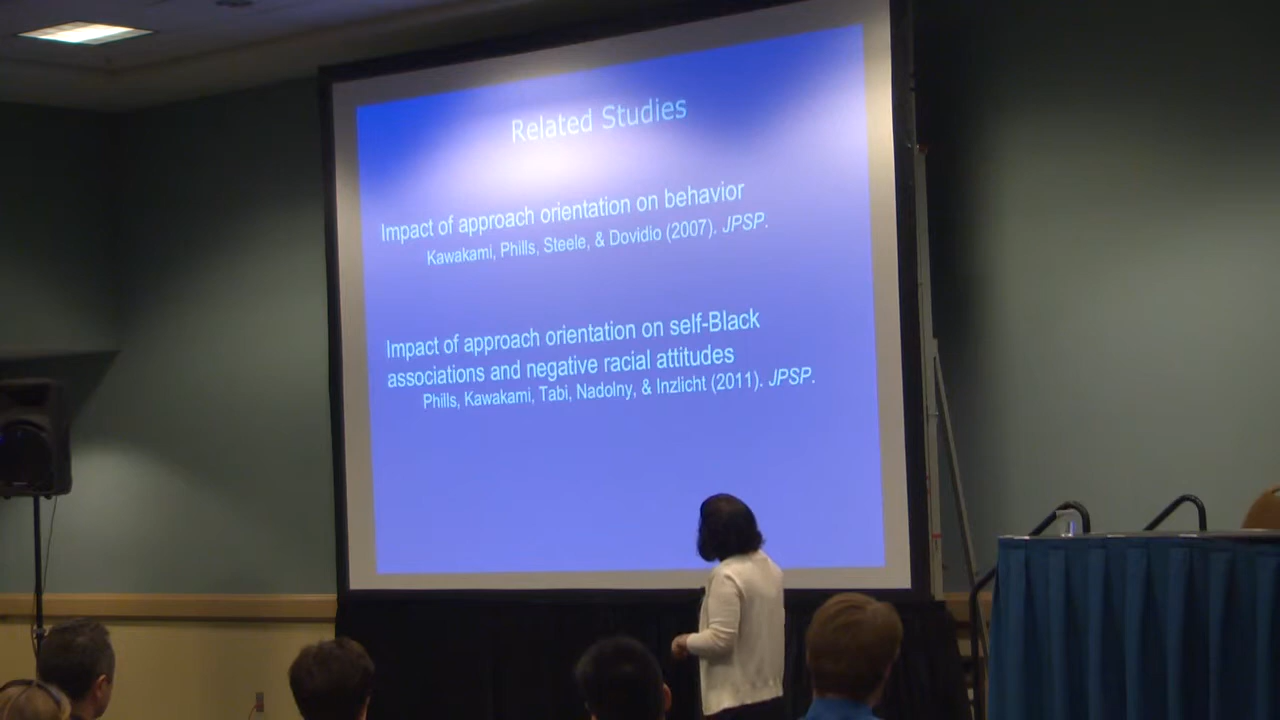 Related Studies
Impact of approach orientation on behavior
Kawakami, Phills, Steele, & Dovidio (2007). JPSP.
Impact of approach orientation on self-Black
associations and negative racial attitudes
Phills, Kawakami, Tabi, Nadolny, & Inzlicht (2011). JPSP.